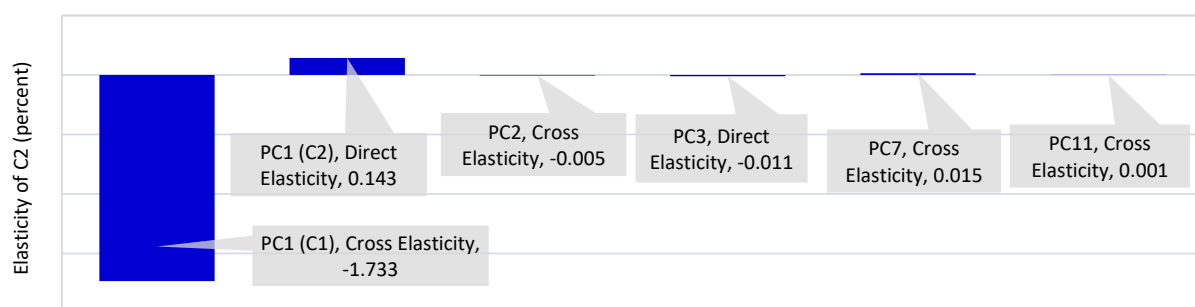 Elasticity of C2 (percent)
PC1 (C1), Cross Elasticity,
-1.733
PC1 (C2), Direct
Elasticity, 0.143
PC2, Cross
Elasticity, -0.005
PC3, Direct
Elasticity, -0.011
PC7, Cross
Elasticity, 0.015
PC11, Cross
Elasticity, 0.001